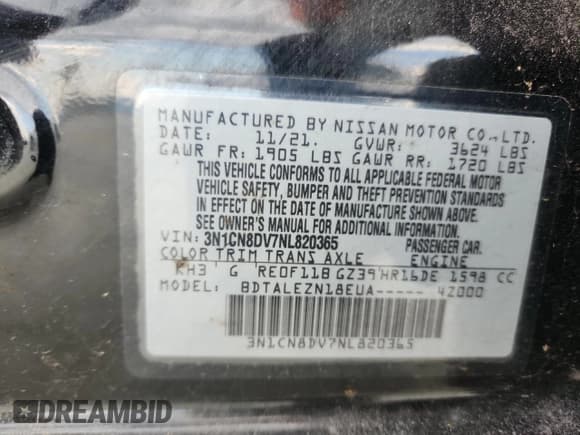 MANUFACTURED BY NISSAN MOTOR CO.,LTD.
DATE: 11/21. GVWR: 3624 LBS
GAWR FR: 1905 LBS GAWR RR: 1720 LBS
THIS VEHICLE CONFORMS TO ALL APPLICABLE FEDERAL MOTOR
VEHICLE SAFETY, BUMPER AND THEFT PREVENTION STANDARDS
IN EFFECT ON THE DATE OF MANUFACTURE SHOWN ABOVE.
SEE OWNER'S MANUAL FOR ADDITIONAL INFORMATION.
VIN: 3N1CN8DV7NL820365 PASSENGER CAR.
COLOR TRIM TRANS AXLE ENGINE
KH3 G RE0F11B GZ39 HR16DE 1598 CC
MODEL: BDTALEZN18EUA----- 4Z000
3N1CN8DV7NL820365
DREAMBID